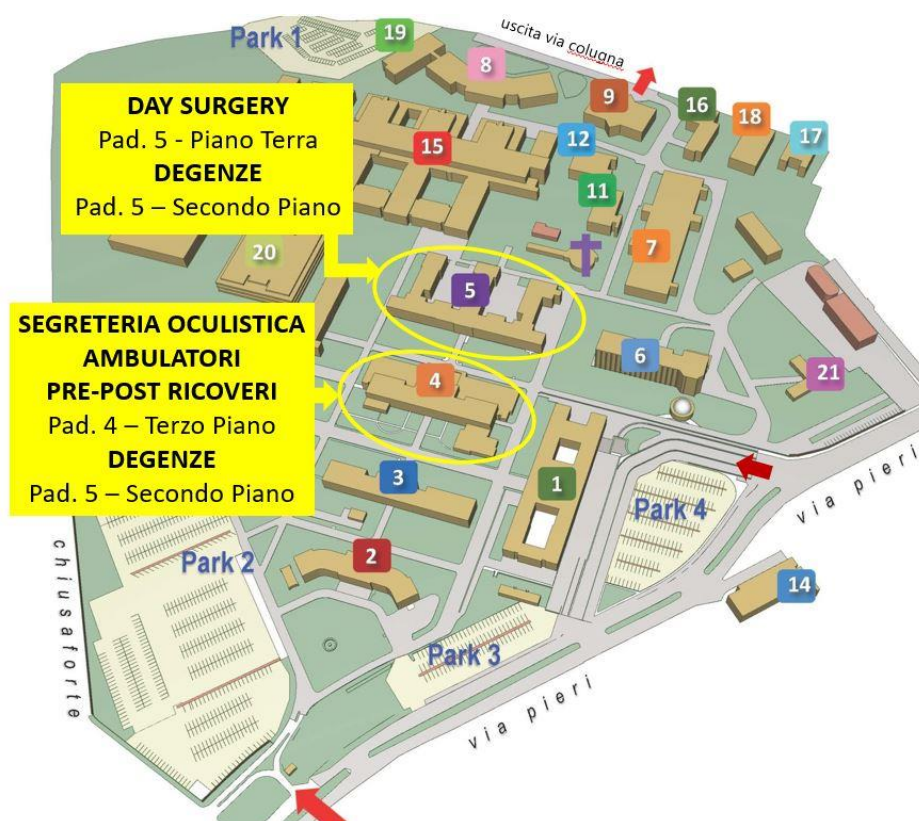 Park 1
19
8
uscita via colugna
9
16
18
17
DAY SURGERY
Pad. 5 - Piano Terra
DEGENZE
Pad. 5 – Secondo Piano
15
12
11
7
20
5
6
21
SEGRETERIA OCULISTICA
AMBULATORI
PRE-POST RICOVERI
Pad. 4 – Terzo Piano
DEGENZE
Pad. 5 – Secondo Piano
4
3
1
Park 4
via pieri
chiusaforte
Park 2
2
14
Park 3
via pieri